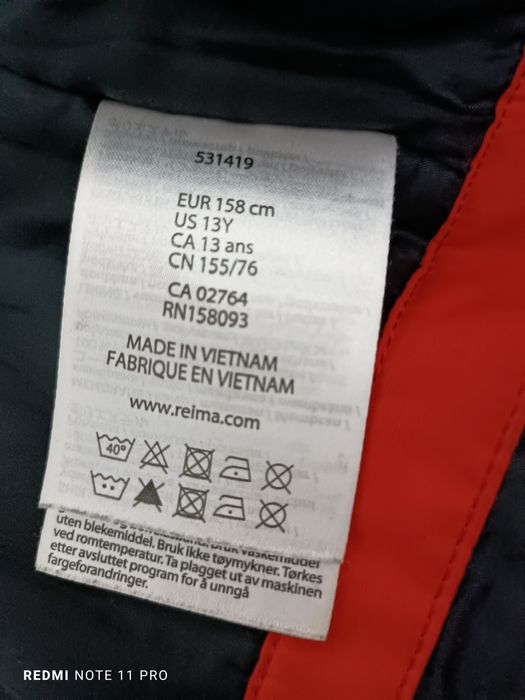 531419
EUR 158 cm
US 13Y
CA 13 ans
CN 155/76
CA 02764
RN158093
MADE IN VIETNAM
FABRIQUE EN VIETNAM
www.reima.com
40°
uten blekemiddel. Bruk ikke tøymykner. Tørkes
ved romtemperatur. Ta plagget ut av maskinen
etter avsluttet program for å unngå
fargeforandringer.
REDMI NOTE 11 PRO